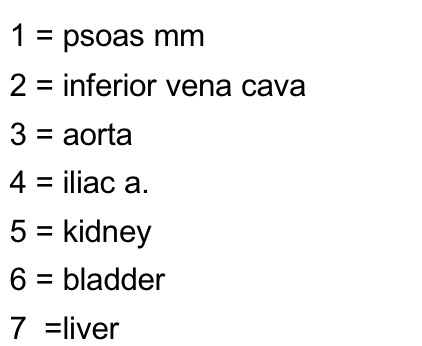 1 = psoas mm
2 = inferior vena cava
3 = aorta
4 = iliac a.
5 = kidney
6 = bladder
7  =liver